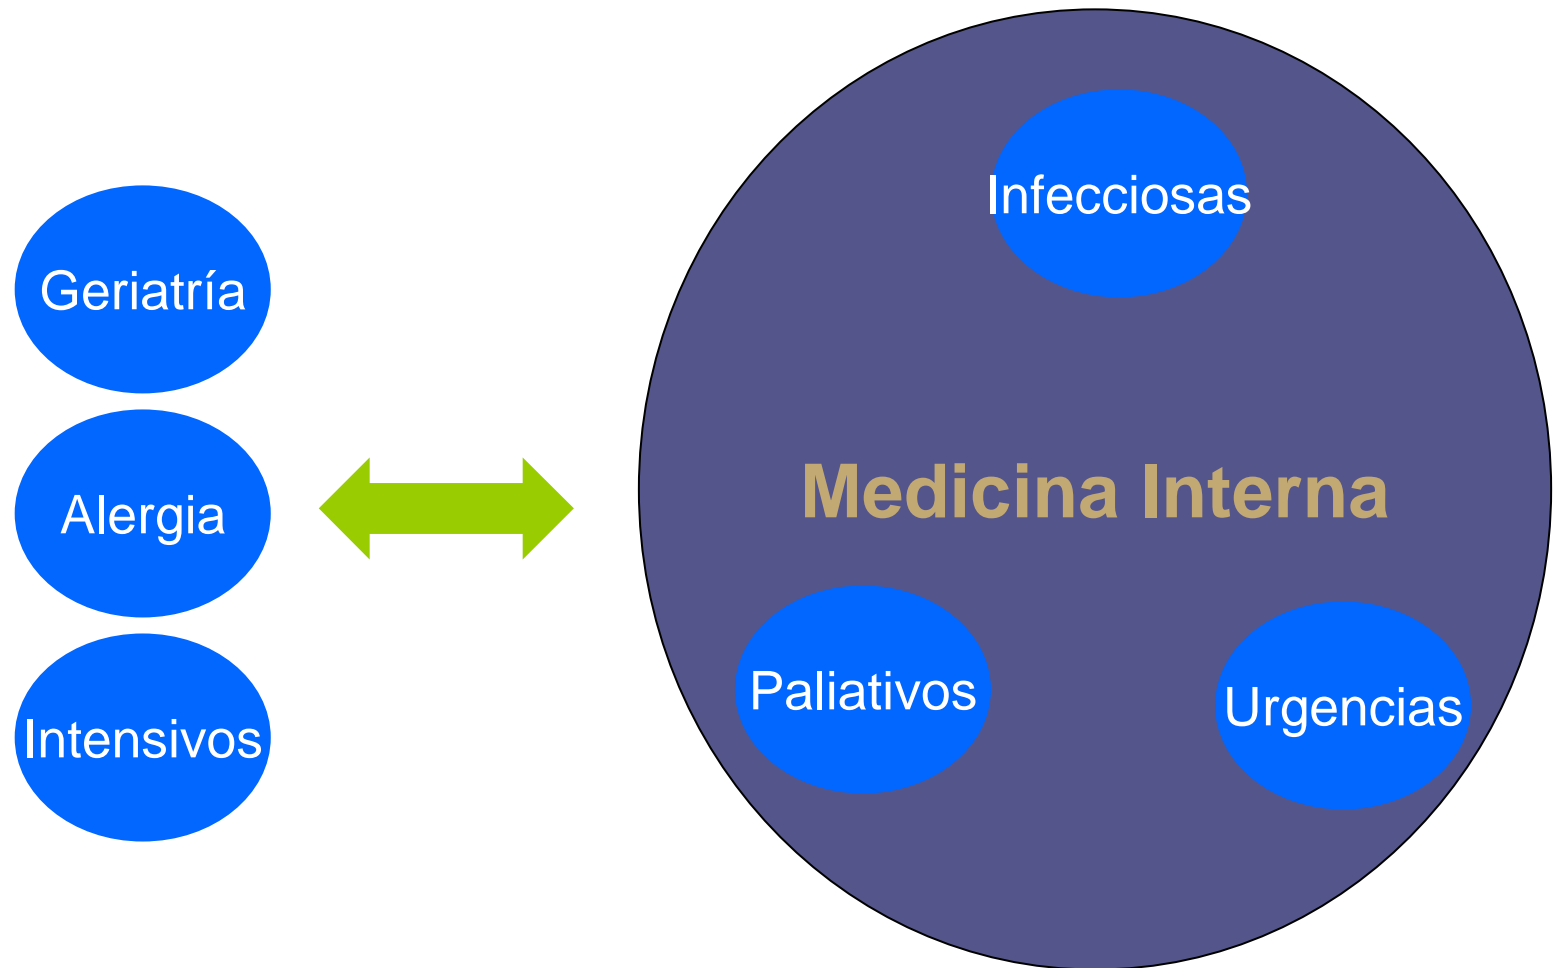 Geriatría
Alergia
Intensivos
Infecciosas
Medicina Interna
Paliativos
Urgencias